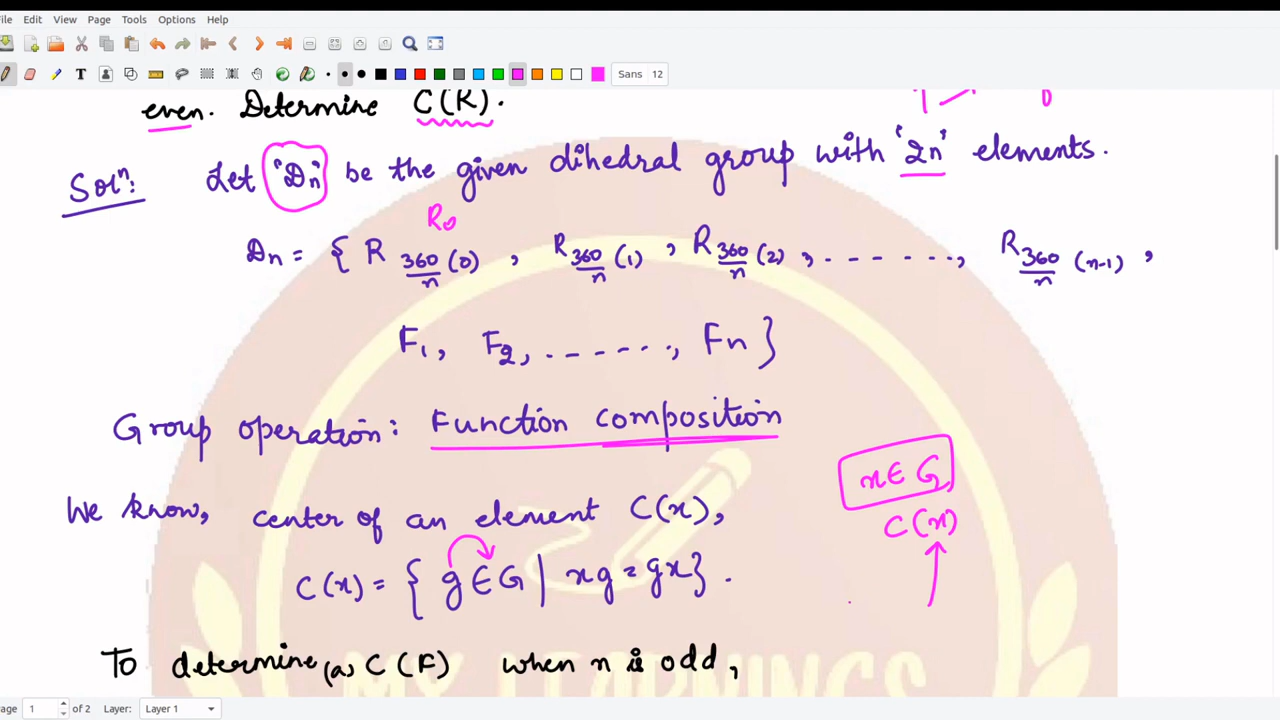 File Edit View Page Tools Options Help
T Sans 12
even. Determine C(R).
Solⁿ: Let "Dn" be the given dihedral group with '2n' elements.
R0
Dn = { R 360/n (0) , R 360/n (1) , R 360/n (2) , ......., R 360/n (n-1) ,
F1, F2, ......., Fn }
Group operation: Function composition
x ∈ G
We know, center of an element C(x),
C(x)
C(x) = { g ∈ G | xg = gx } .
To determine (a) C(F) when n is odd,
MY LEARNINGS
Page 1 of 2 Layer: Layer 1